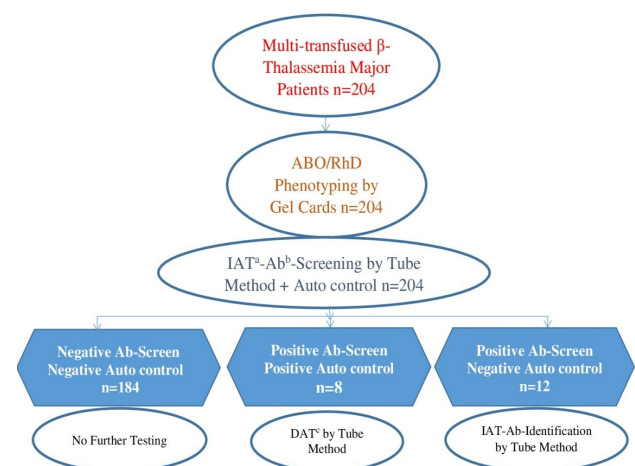 Multi-transfused β-
Thalassemia Major
Patients n=204
ABO/RhD
Phenotyping by
Gel Cards n=204
IATᵃ-Abᵇ-Screening by Tube
Method + Auto control n=204
Negative Ab-Screen
Negative Auto control
n=184
Positive Ab-Screen
Positive Auto control
n=8
Positive Ab-Screen
Negative Auto control
n=12
No Further Testing
DATᶜ by Tube
Method
IAT-Ab-Identification
by Tube Method